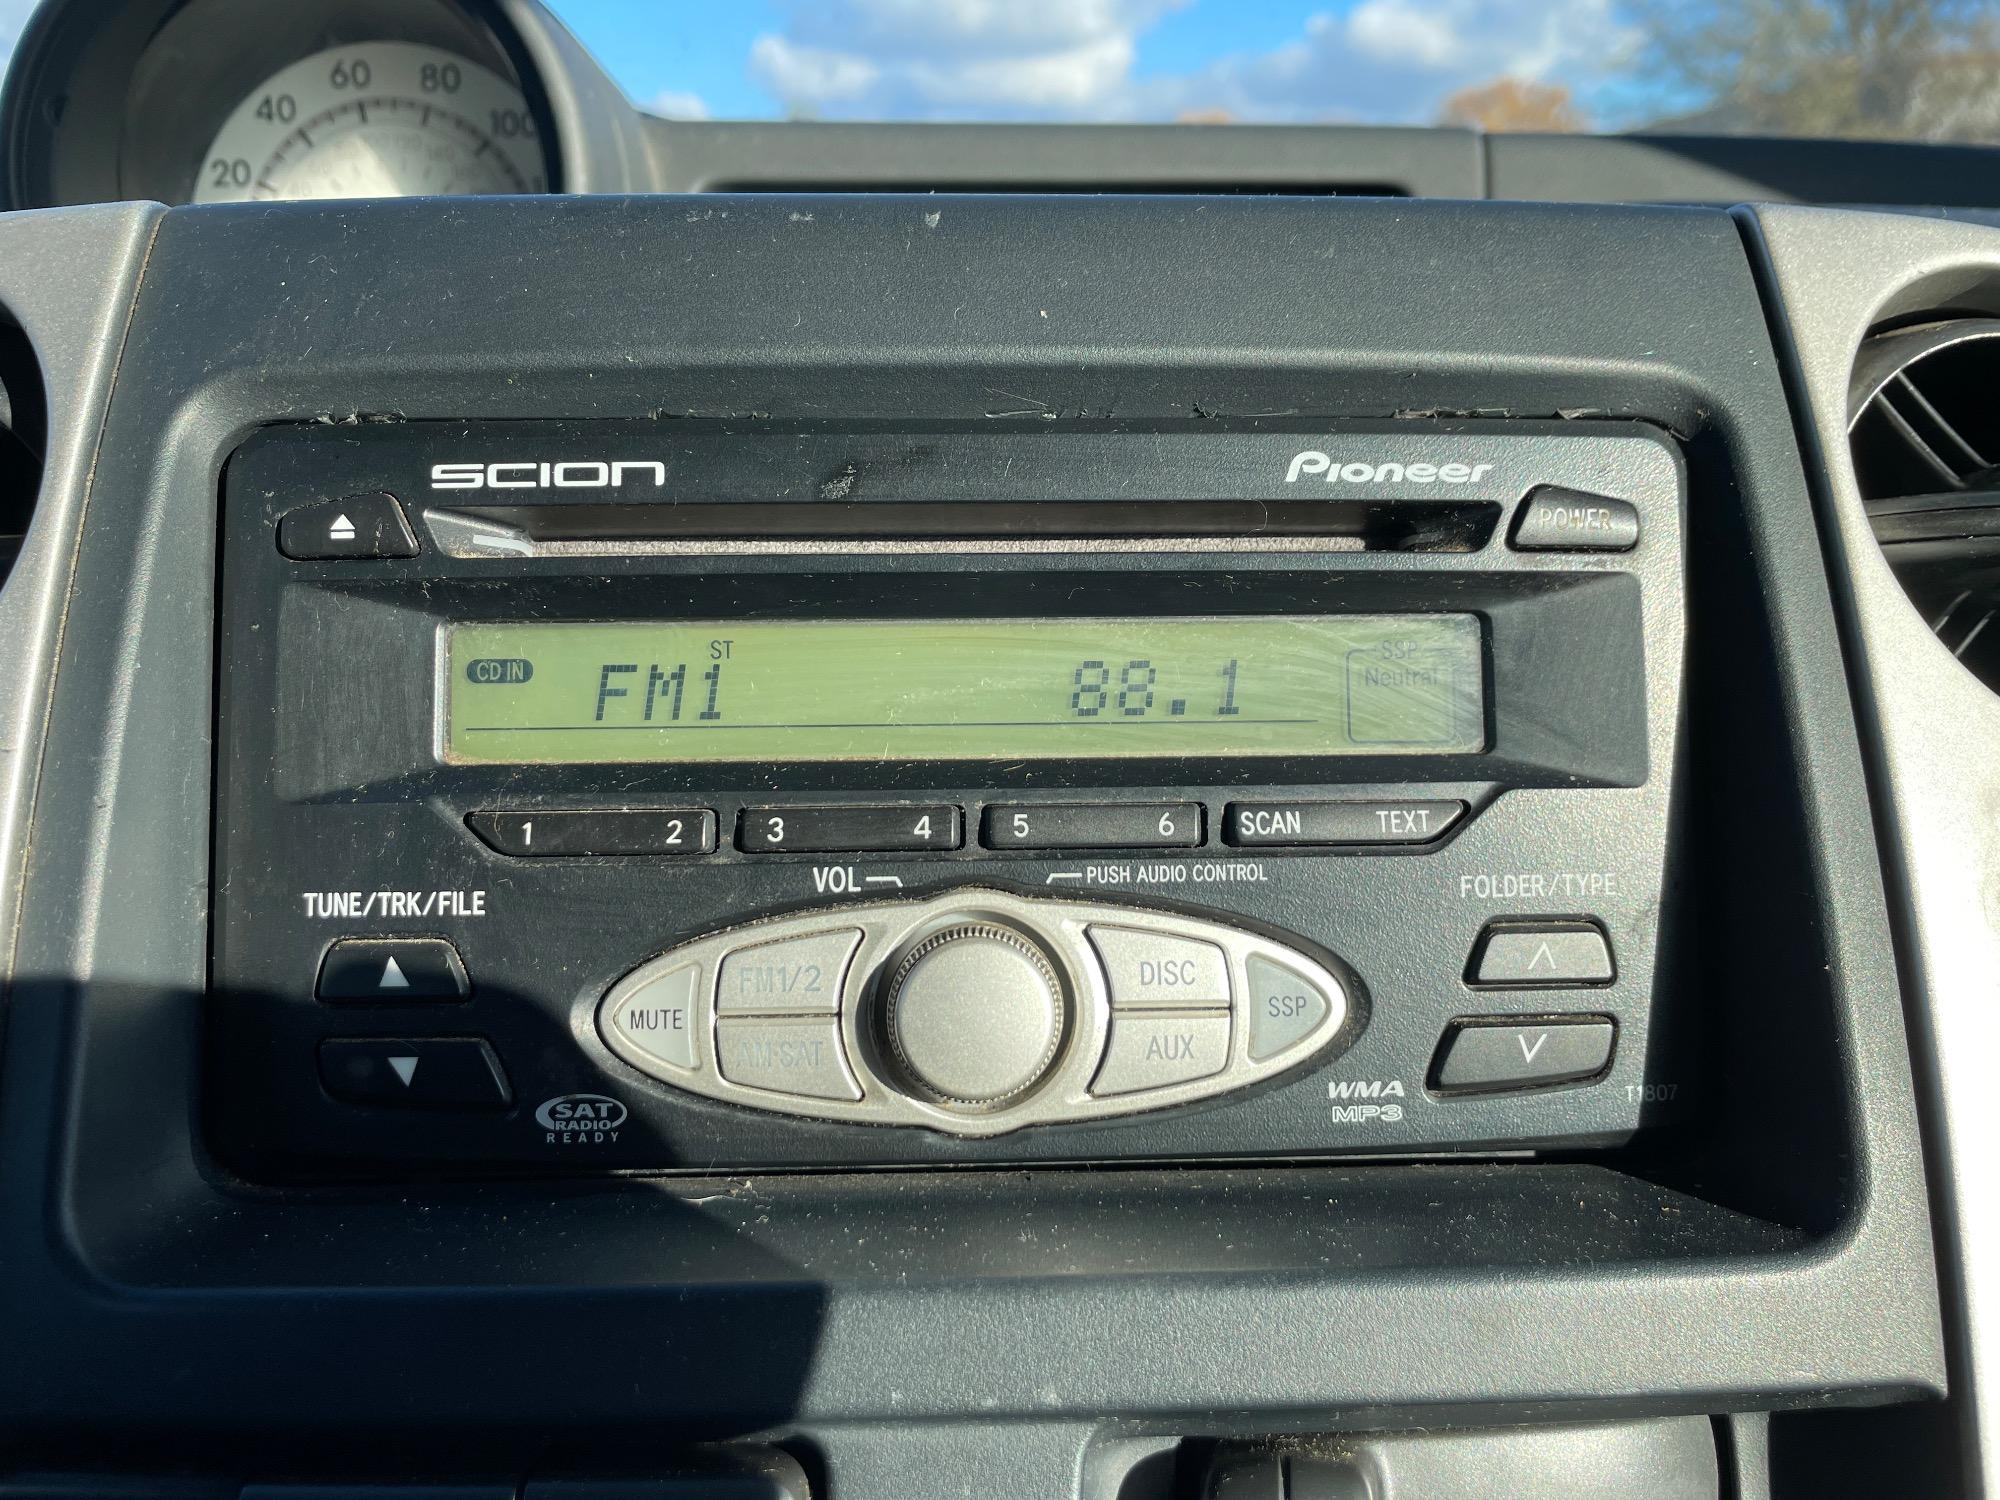 60 80
40 100
20
SCION Pioneer
POWER
ST SSP
CD IN FM1 88.1 Neutral
1 2 3 4 5 6 SCAN TEXT
VOL PUSH AUDIO CONTROL
TUNE/TRK/FILE FOLDER/TYPE
FM1/2 DISC
MUTE SSP
AM·SAT AUX
SAT
RADIO
READY
WMA
MP3
T1807